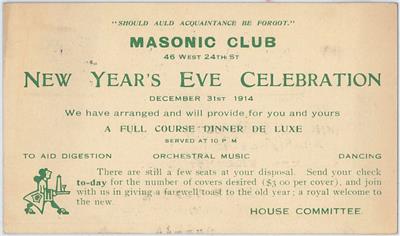 "SHOULD AULD ACQUAINTANCE BE FORGOT."
MASONIC CLUB
46 WEST 24TH ST
NEW YEAR'S EVE CELEBRATION
DECEMBER 31ST 1914
We have arranged and will provide for you and yours
A FULL COURSE DINNER DE LUXE
SERVED AT 10 P M
TO AID DIGESTION ORCHESTRAL MUSIC DANCING
There are still a few seats at your disposal. Send your check
to-day for the number of covers desired ($3 00 per cover), and join
with us in giving a farewell toast to the old year; a royal welcome to
the new.
HOUSE COMMITTEE.